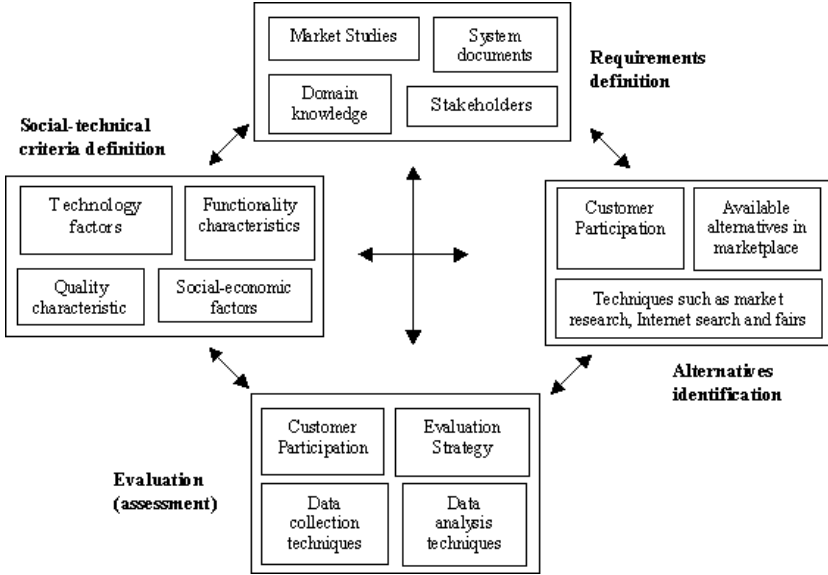 Market Studies
System
documents
Domain
knowledge
Stakeholders
Requirements
definition
Social-technical
criteria definition
Technology
factors
Functionality
characteristics
Quality
characteristic
Social-economic
factors
Customer
Participation
Available
alternatives in
marketplace
Techniques such as market
research, Internet search and fairs
Alternatives
identification
Customer
Participation
Evaluation
Strategy
Data
collection
techniques
Data
analysis
techniques
Evaluation
(assessment)